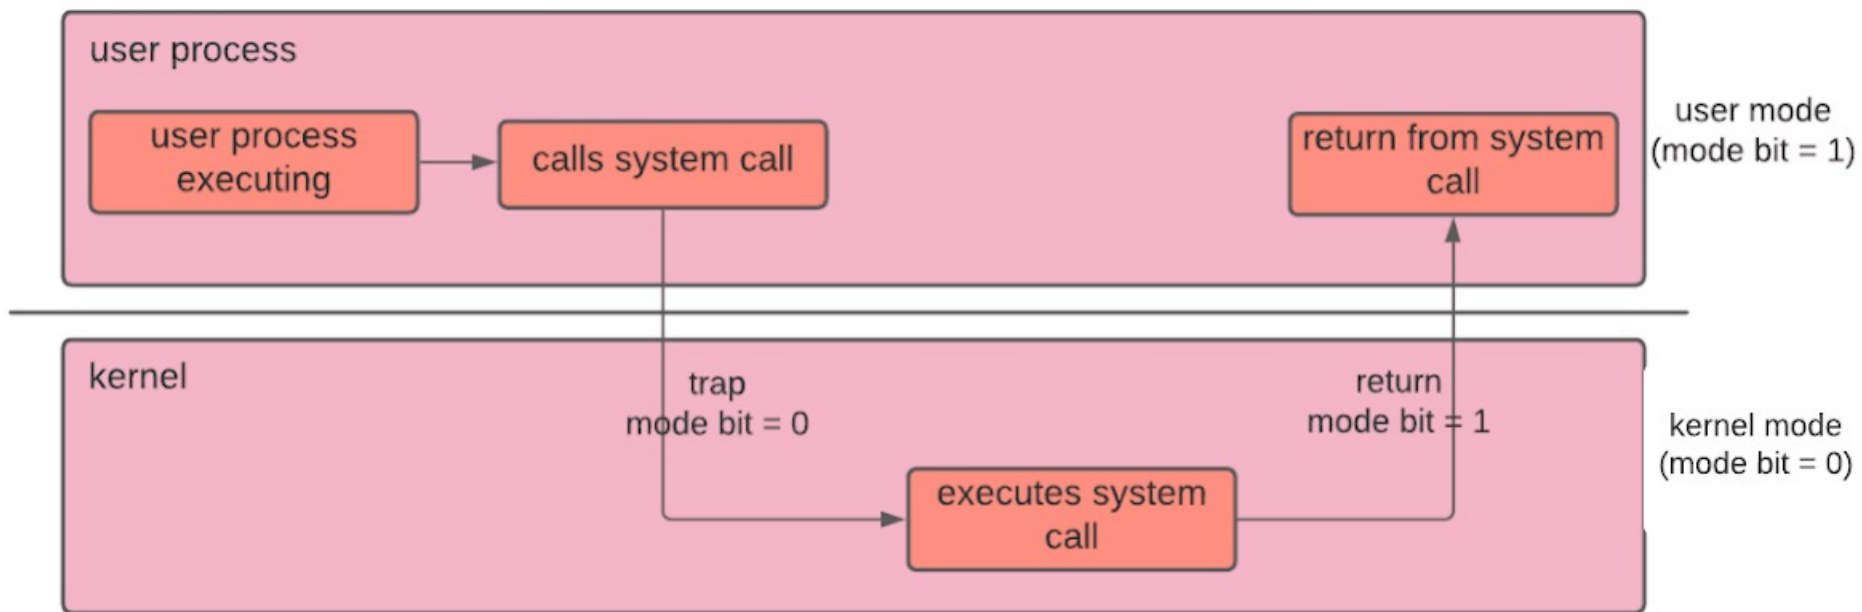 user process
user process
executing
calls system call
return from system
call
user mode
(mode bit = 1)
kernel
trap
mode bit = 0
return
mode bit = 1
executes system
call
kernel mode
(mode bit = 0)